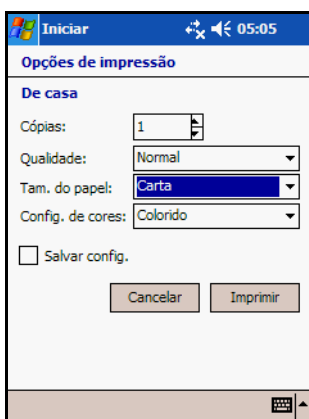 Iniciar 05:05
Opções de impressão
De casa
Cópias: 1
Qualidade: Normal
Tam. do papel: Carta
Config. de cores: Colorido
Salvar config.
Cancelar Imprimir